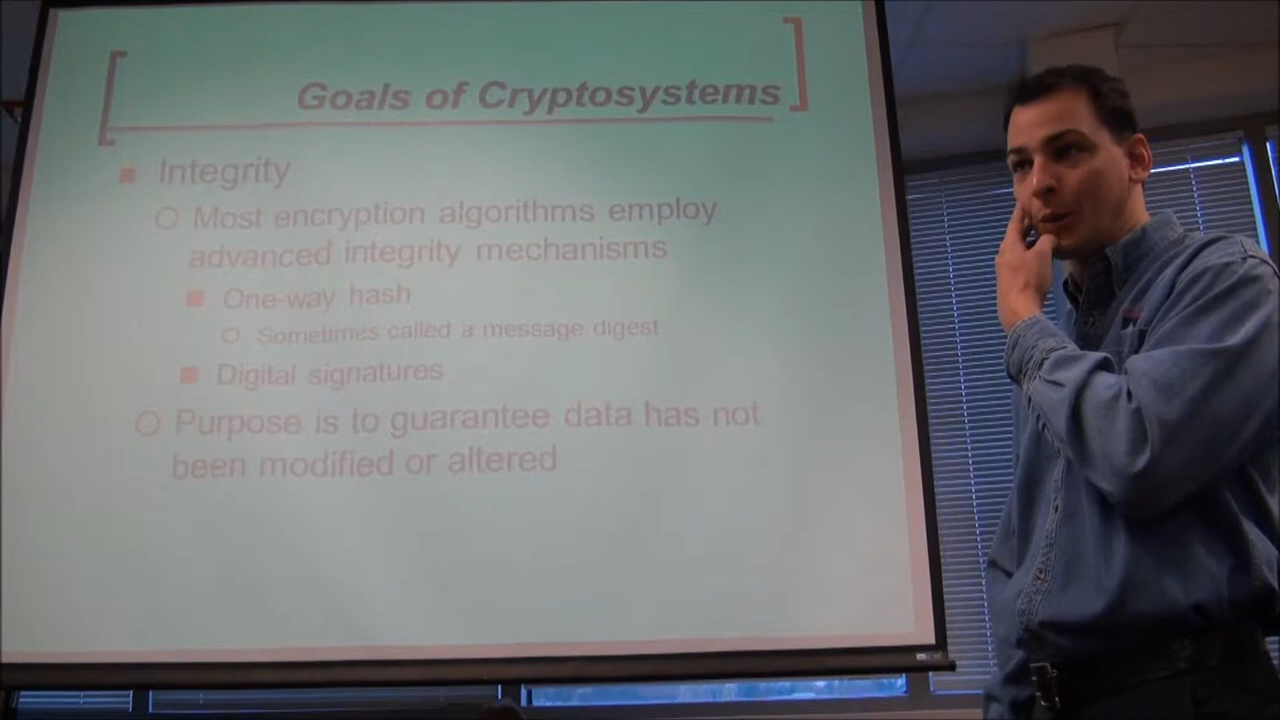 Goals of Cryptosystems
Integrity
Most encryption algorithms employ
advanced integrity mechanisms
One-way hash
Sometimes called a message digest
Digital signatures
Purpose is to guarantee data has not
been modified or altered